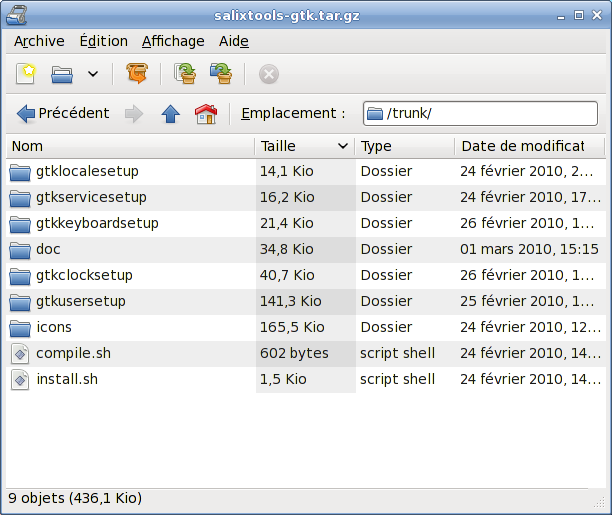 salixtools-gtk.tar.gz
Archive Édition Affichage Aide
Précédent Emplacement : /trunk/
Nom Taille Type Date de modificat
gtklocalesetup 14,1 Kio Dossier 24 février 2010, 2...
gtkservicesetup 16,2 Kio Dossier 24 février 2010, 17...
gtkkeyboardsetup 21,4 Kio Dossier 26 février 2010, 1...
doc 34,8 Kio Dossier 01 mars 2010, 15:15
gtkclocksetup 40,7 Kio Dossier 26 février 2010, 1...
gtkusersetup 141,3 Kio Dossier 25 février 2010, 1...
icons 165,5 Kio Dossier 24 février 2010, 12...
compile.sh 602 bytes script shell 24 février 2010, 14...
install.sh 1,5 Kio script shell 24 février 2010, 14...
9 objets (436,1 Kio)